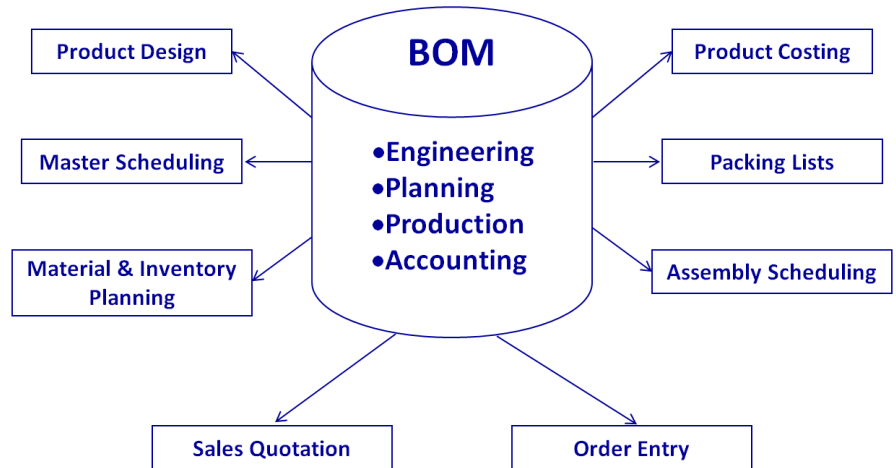 BOM
Product Design
Product Costing
•Engineering
Master Scheduling
Packing Lists
•Planning
•Production
•Accounting
Material & Inventory
Planning
Assembly Scheduling
Sales Quotation
Order Entry